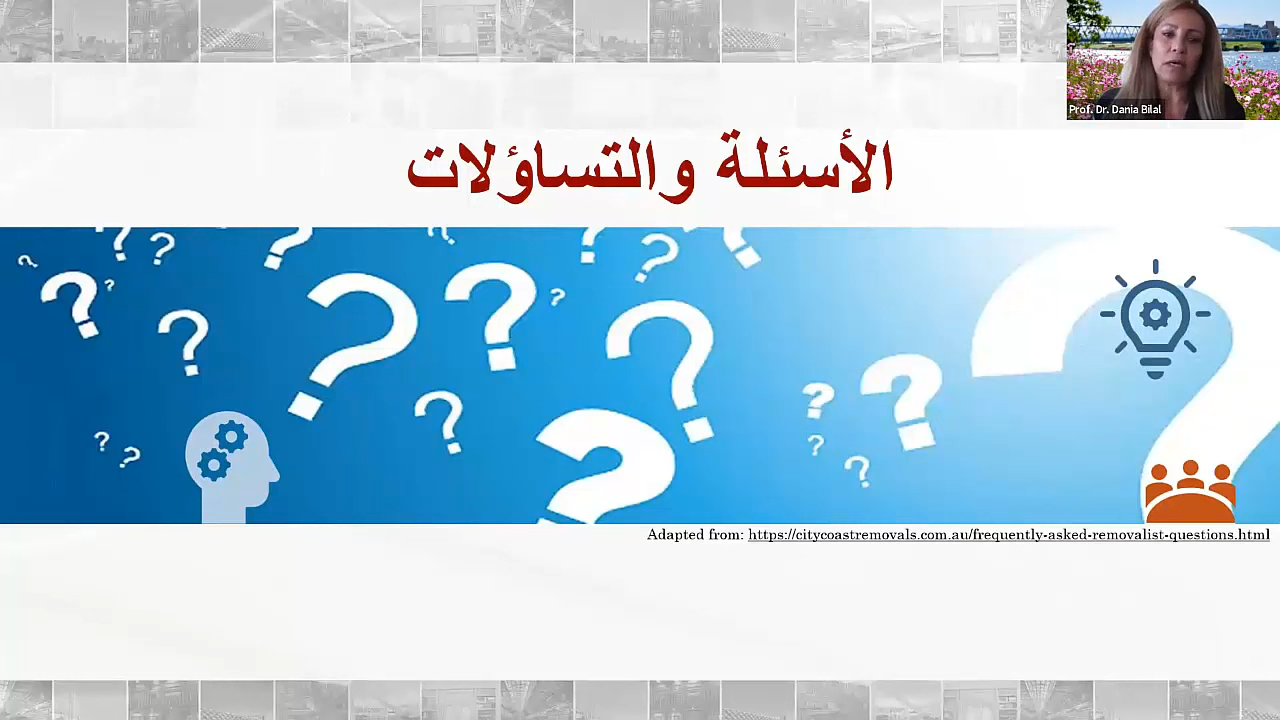 Prof. Dr. Dania Bilal
الأسئلة والتساؤلات
Adapted from: https://citycoastremovals.com.au/frequently-asked-removalist-questions.html